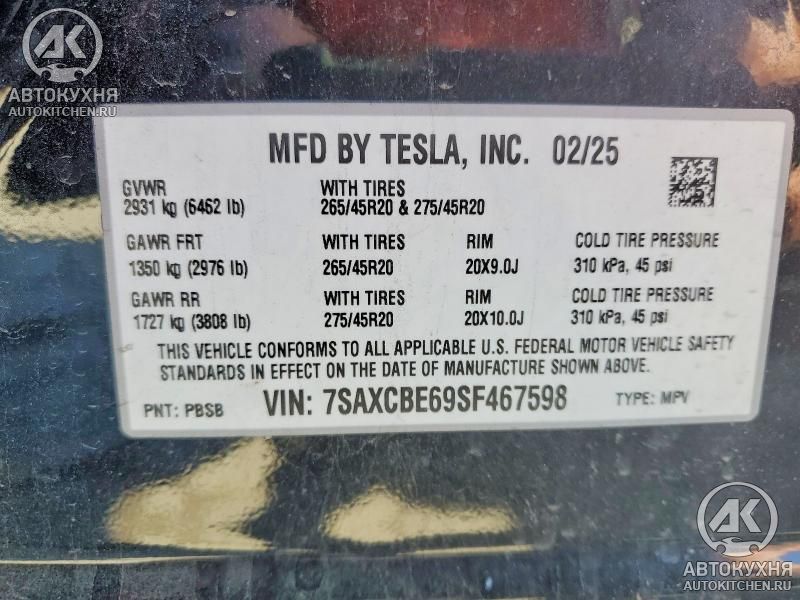 АК
АВТОКУХНЯ
AUTOKITCHEN.RU
MFD BY TESLA, INC. 02/25
GVWR WITH TIRES
2931 kg (6462 lb) 265/45R20 & 275/45R20
GAWR FRT WITH TIRES RIM COLD TIRE PRESSURE
1350 kg (2976 lb) 265/45R20 20X9.0J 310 kPa, 45 psi
GAWR RR WITH TIRES RIM COLD TIRE PRESSURE
1727 kg (3808 lb) 275/45R20 20X10.0J 310 kPa, 45 psi
THIS VEHICLE CONFORMS TO ALL APPLICABLE U.S. FEDERAL MOTOR VEHICLE SAFETY
STANDARDS IN EFFECT ON THE DATE OF MANUFACTURE SHOWN ABOVE.
PNT: PBSB VIN: 7SAXCBE69SF467598 TYPE: MPV
АК
АВТОКУХНЯ
AUTOKITCHEN.RU